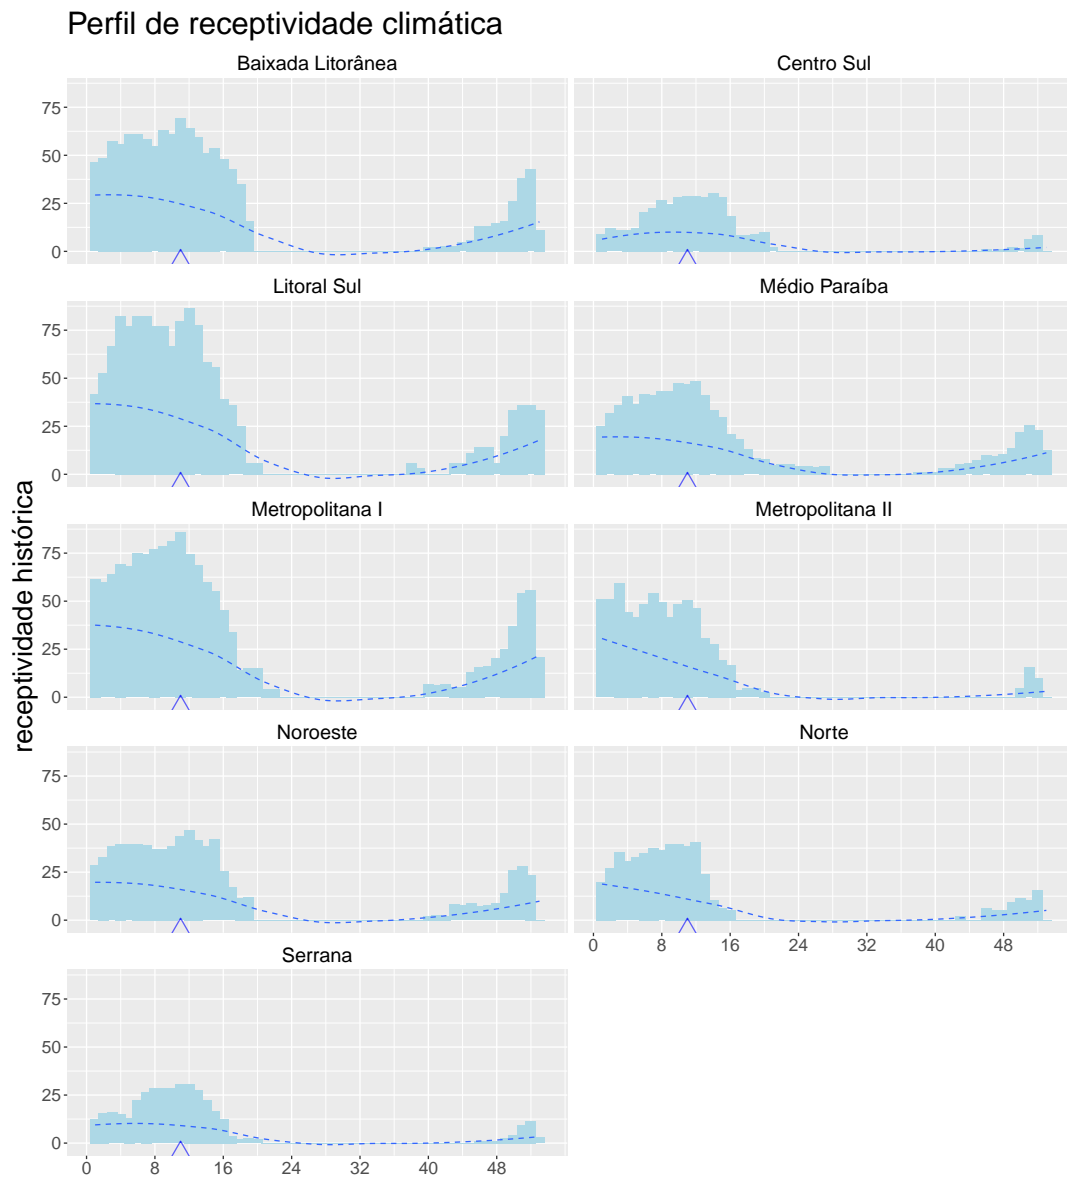 Perfil de receptividade climática
Baixada Litorânea
Centro Sul
75
50
25
0
Litoral Sul
Médio Paraíba
75
50
25
0
Metropolitana I
Metropolitana II
75
50
25
0
receptividade histórica
Noroeste
Norte
75
50
25
0
0 8 16 24 32 40 48
Serrana
75
50
25
0
0 8 16 24 32 40 48